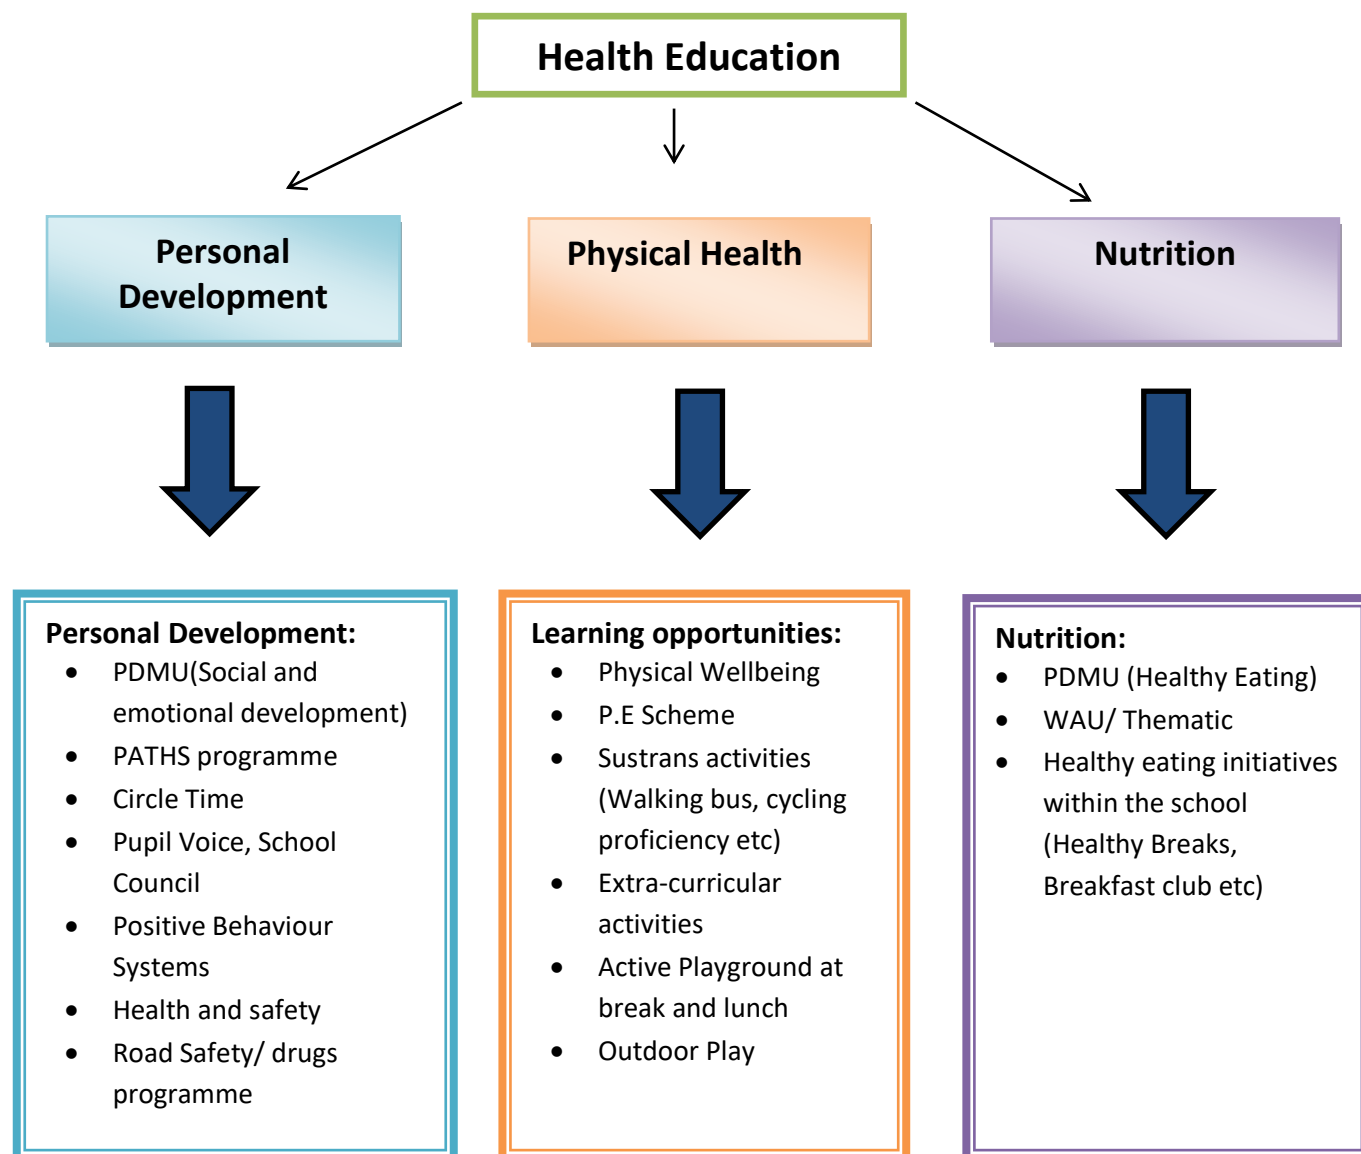 Health Education
Personal
Development
Physical Health
Nutrition
Personal Development:
• PDMU(Social and
emotional development)
• PATHS programme
• Circle Time
• Pupil Voice, School
Council
• Positive Behaviour
Systems
• Health and safety
• Road Safety/ drugs
programme
Learning opportunities:
• Physical Wellbeing
• P.E Scheme
• Sustrans activities
(Walking bus, cycling
proficiency etc)
• Extra-curricular
activities
• Active Playground at
break and lunch
• Outdoor Play
Nutrition:
• PDMU (Healthy Eating)
• WAU/ Thematic
• Healthy eating initiatives
within the school
(Healthy Breaks,
Breakfast club etc)